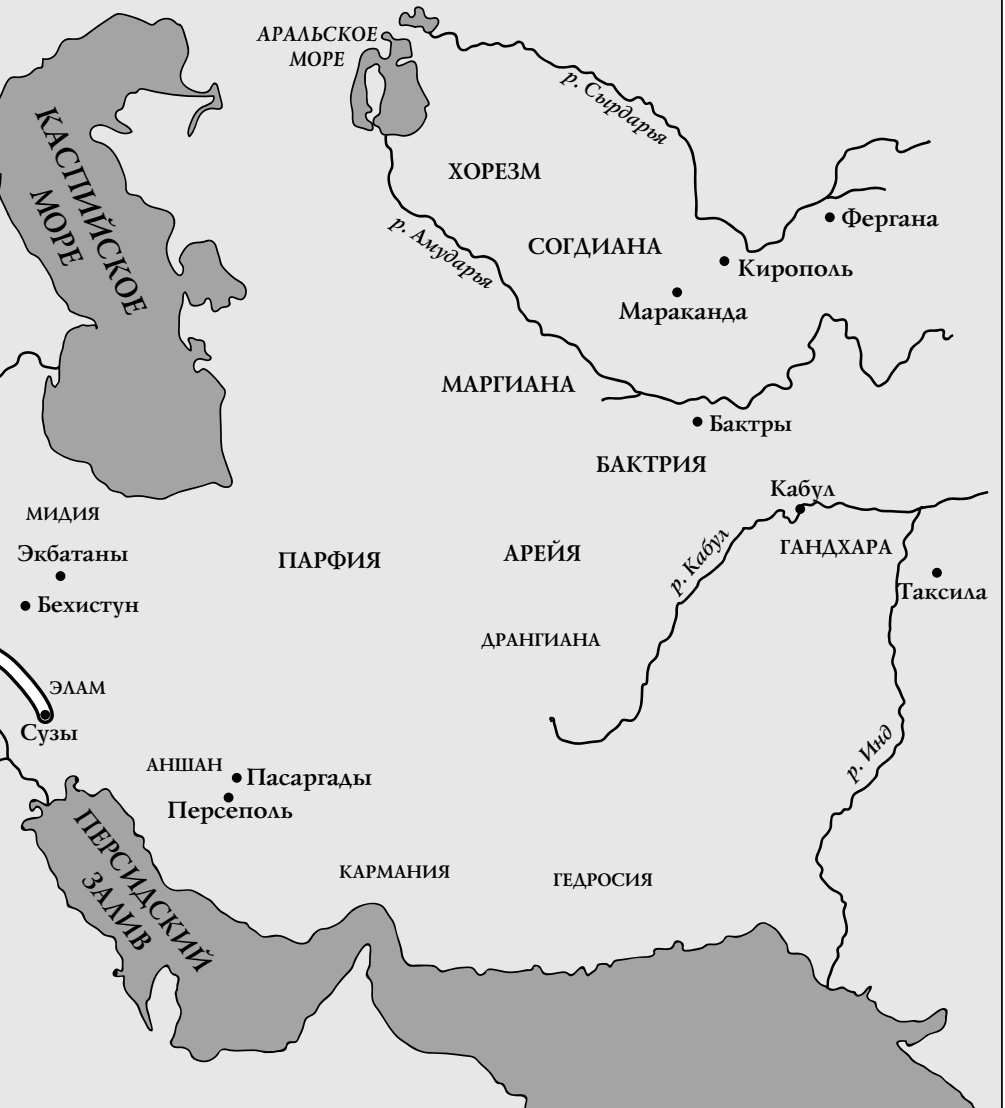 АРАЛЬСКОЕ
МОРЕ
р. Сырдарья
КАСПИЙСКОЕ
МОРЕ
ХОРЕЗМ
Фергана
р. Амударья
СОГДИАНА
Кирополь
Мараканда
МАРГИАНА
Бактры
БАКТРИЯ
Кабул
МИДИЯ
Экбатаны
ПАРФИЯ
АРЕЙЯ
р. Кабул
ГАНДХАРА
Таксила
Бехистун
ДРАНГИАНА
ЭЛАМ
Сузы
р. Инд
АНШАН
Пасаргады
Персеполь
ПЕРСИДСКИЙ
ЗАЛИВ
КАРМАНИЯ
ГЕДРОСИЯ